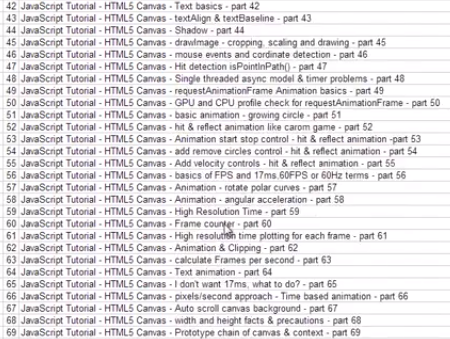 42 JavaScript Tutorial - HTML5 Canvas - Text basics - part 42
43 JavaScript Tutorial - HTML5 Canvas - textAlign & textBaseline - part 43
44 JavaScript Tutorial - HTML5 Canvas - Shadow - part 44
45 JavaScript Tutorial - HTML5 Canvas - drawImage - cropping, scaling and drawing - part 45
46 JavaScript Tutorial - HTML5 Canvas - mouse events and cordinate detection - part 46
47 JavaScript Tutorial - HTML5 Canvas - Hit detection isPointInPath() - part 47
48 JavaScript Tutorial - HTML5 Canvas - Single threaded async model & timer problems - part 48
49 JavaScript Tutorial - HTML5 Canvas - requestAnimationFrame Animation basics - part 49
50 JavaScript Tutorial - HTML5 Canvas - GPU and CPU profile check for requestAnimationFrame - part 50
51 JavaScript Tutorial - HTML5 Canvas - basic animation - growing circle - part 51
52 JavaScript Tutorial - HTML5 Canvas - hit & reflect animation like carom game - part 52
53 JavaScript Tutorial - HTML5 Canvas - Animation start stop control - hit & reflect animation -part 53
54 JavaScript Tutorial - HTML5 Canvas - add remove circles control - hit & reflect animation - part 54
55 JavaScript Tutorial - HTML5 Canvas - Add velocity controls - hit & reflect animation - part 55
56 JavaScript Tutorial - HTML5 Canvas - basics of FPS and 17ms.60FPS or 60Hz terms - part 56
57 JavaScript Tutorial - HTML5 Canvas - Animation - rotate polar curves - part 57
58 JavaScript Tutorial - HTML5 Canvas - Animation - angular acceleration - part 58
59 JavaScript Tutorial - HTML5 Canvas - High Resolution Time - part 59
60 JavaScript Tutorial - HTML5 Canvas - Frame counter - part 60
61 JavaScript Tutorial - HTML5 Canvas - High resolution time plotting for each frame - part 61
62 JavaScript Tutorial - HTML5 Canvas - Animation & Clipping - part 62
63 JavaScript Tutorial - HTML5 Canvas - calculate Frames per second - part 63
64 JavaScript Tutorial - HTML5 Canvas - Text animation - part 64
65 JavaScript Tutorial - HTML5 Canvas - I don't want 17ms, what to do? - part 65
66 JavaScript Tutorial - HTML5 Canvas - pixels/second approach - Time based animation - part 66
67 JavaScript Tutorial - HTML5 Canvas - Auto scroll canvas background - part 67
68 JavaScript Tutorial - HTML5 Canvas - width and height facts & precautions - part 68
69 JavaScript Tutorial - HTML5 Canvas - Prototype chain of canvas & context - part 69